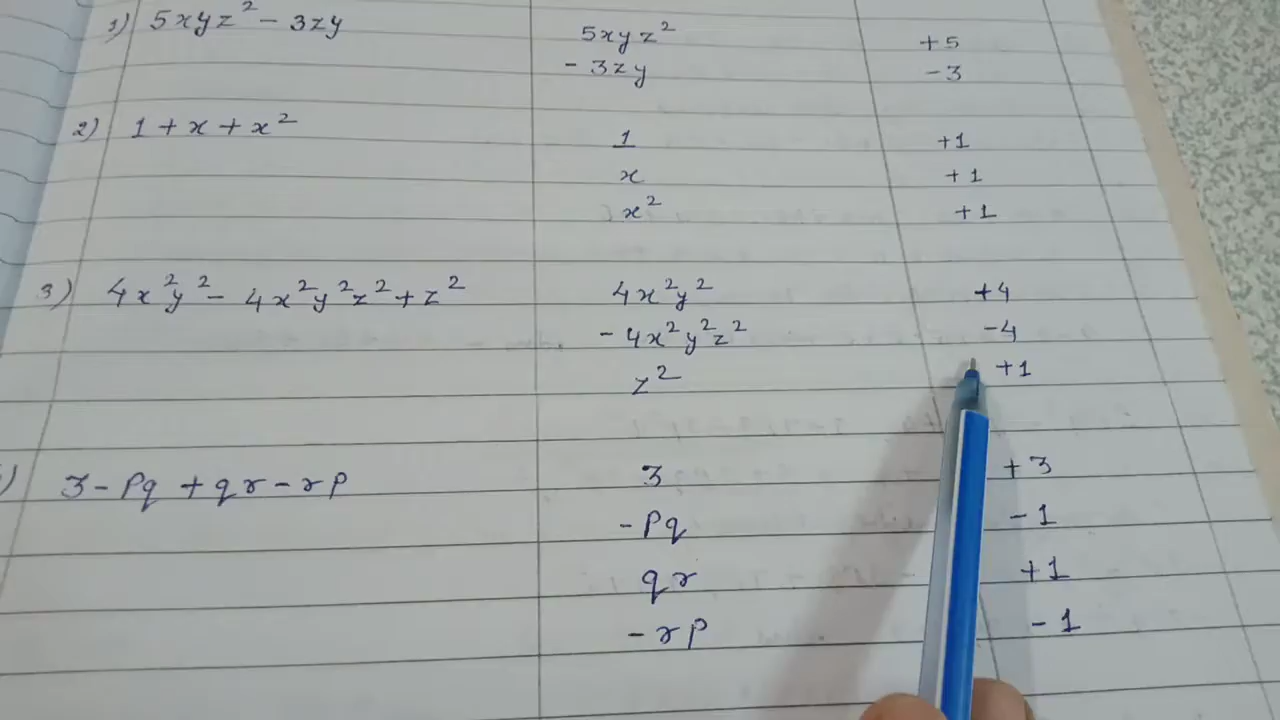 1) 5xyz² - 3zy 5xyz² +5
- 3zy - 3
2) 1 + x + x² 1 +1
x +1
x² +1
3) 4x²y² - 4x²y²z² + z² 4x²y² +4
- 4x²y²z² -4
z² +1
) 3 - pq + qr - rp 3 +3
- pq - 1
qr +1
- rp - 1